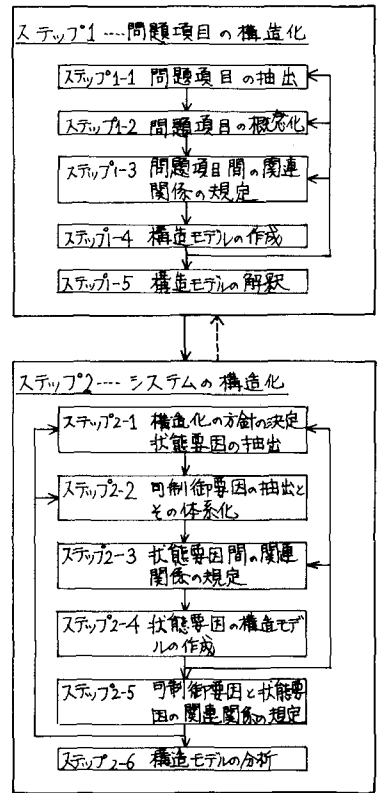 ステップ1----問題項目の構造化
ステップ1-1 問題項目の抽出
ステップ1-2 問題項目の概念化
ステップ1-3 問題項目間の関連
関係の規定
ステップ1-4 構造モデルの作成
ステップ1-5 構造モデルの解釈
ステップ2---- システムの構造化
ステップ2-1 構造化の方針の決定
状態要因の抽出
ステップ2-2 可制御要因の抽出と
その体系化
ステップ2-3 状態要因間の関連
関係の規定
ステップ2-4 状態要因の構造モデ
ルの作成
ステップ2-5 可制御要因と状態要
因の関連関係の規定
ステップ2-6 構造モデルの分析